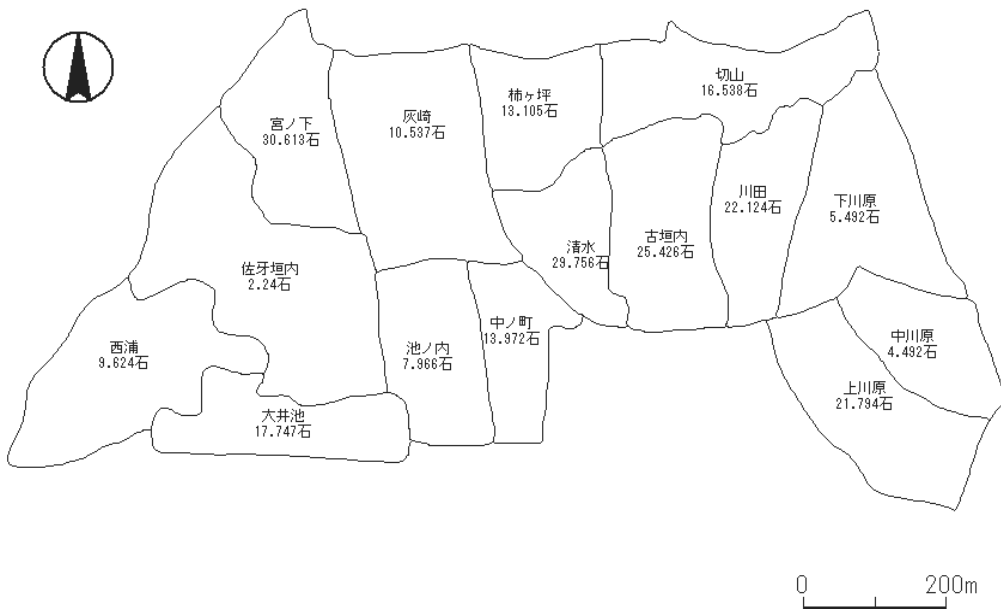 切山
16.538石
柿ヶ坪
13.105石
灰崎
10.537石
宮ノ下
30.613石
川田
22.124石
下川原
5.492石
清水
29.756石
古垣内
25.426石
佐牙垣内
2.24石
中ノ町
13.972石
池ノ内
7.966石
西浦
9.624石
中川原
4.492石
上川原
21.794石
大井池
17.747石
0 200m